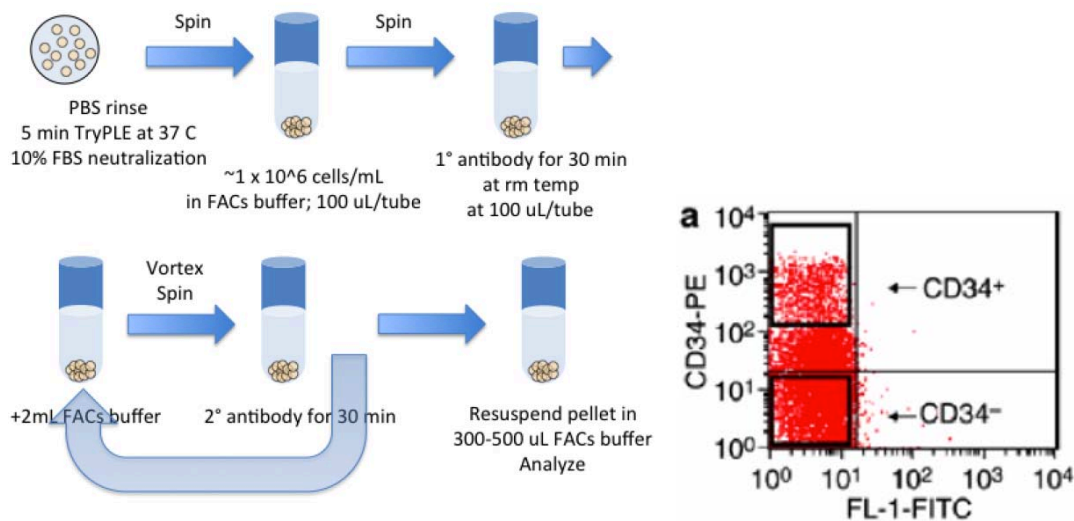 Spin
Spin
PBS rinse
5 min TryPLE at 37 C
10% FBS neutralization
~1 x 10^6 cells/mL
in FACs buffer; 100 uL/tube
1° antibody for 30 min
at rm temp
at 100 uL/tube
Vortex
Spin
+2mL FACs buffer
2° antibody for 30 min
Resuspend pellet in
300-500 uL FACs buffer
Analyze
a
CD34-PE
10⁴
10³
10²
10¹
10⁰
CD34⁺
CD34⁻
10⁰ 10¹ 10² 10³ 10⁴
FL-1-FITC